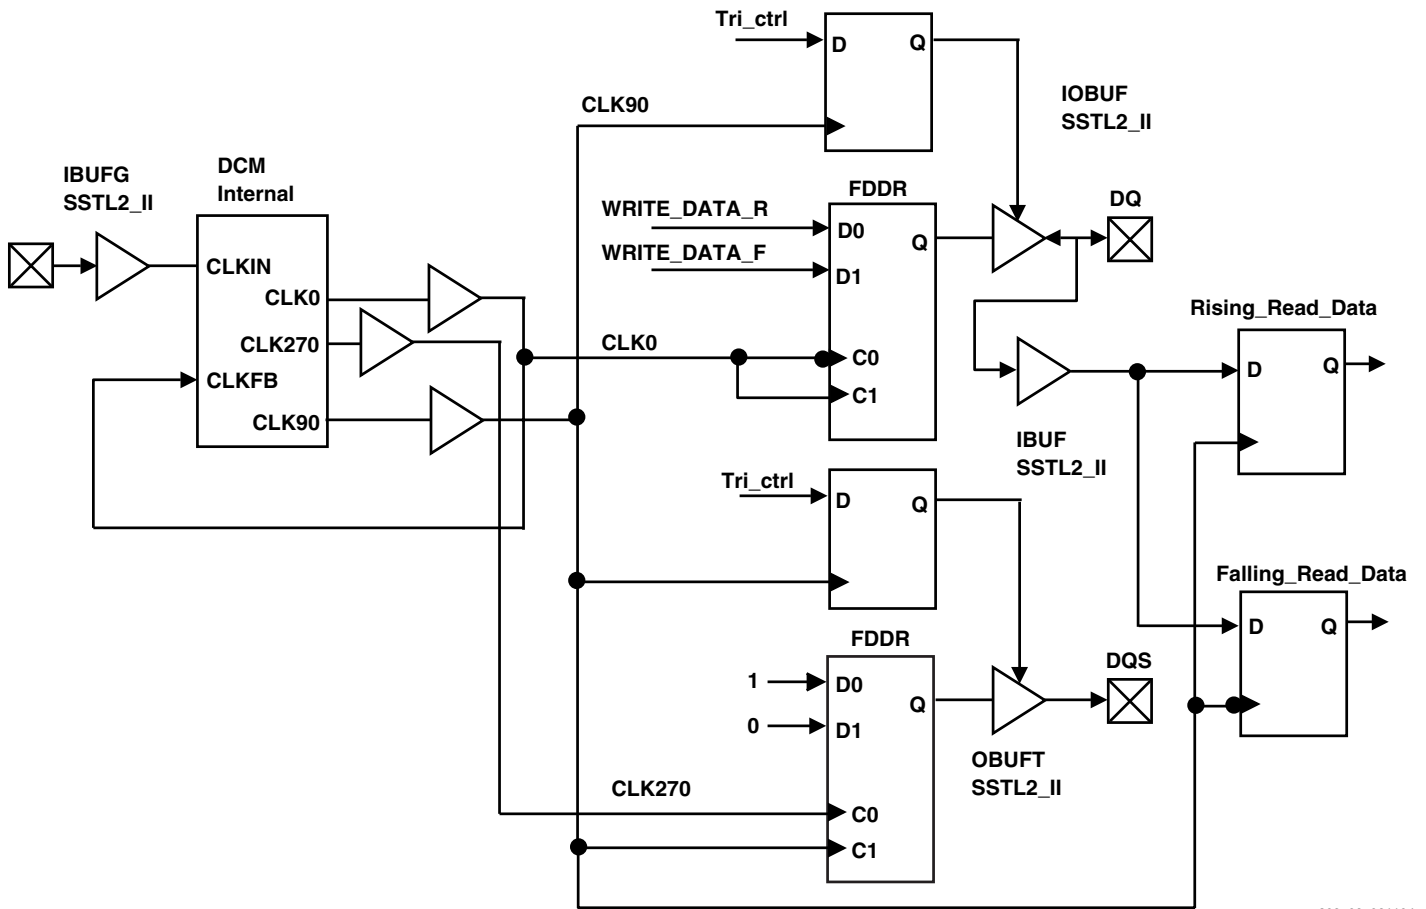 Tri_ctrl
D
Q
CLK90
IOBUF
SSTL2_II
IBUFG
SSTL2_II
DCM
Internal
FDDR
WRITE_DATA_R
D0
Q
WRITE_DATA_F
D1
DQ
CLKIN
CLK0
CLK270
CLKFB
CLK90
CLK0
C0
C1
Rising_Read_Data
D
Q
IBUF
SSTL2_II
Tri_ctrl
D
Q
Falling_Read_Data
D
Q
FDDR
1
D0
Q
0
D1
DQS
OBUFT
SSTL2_II
CLK270
C0
C1